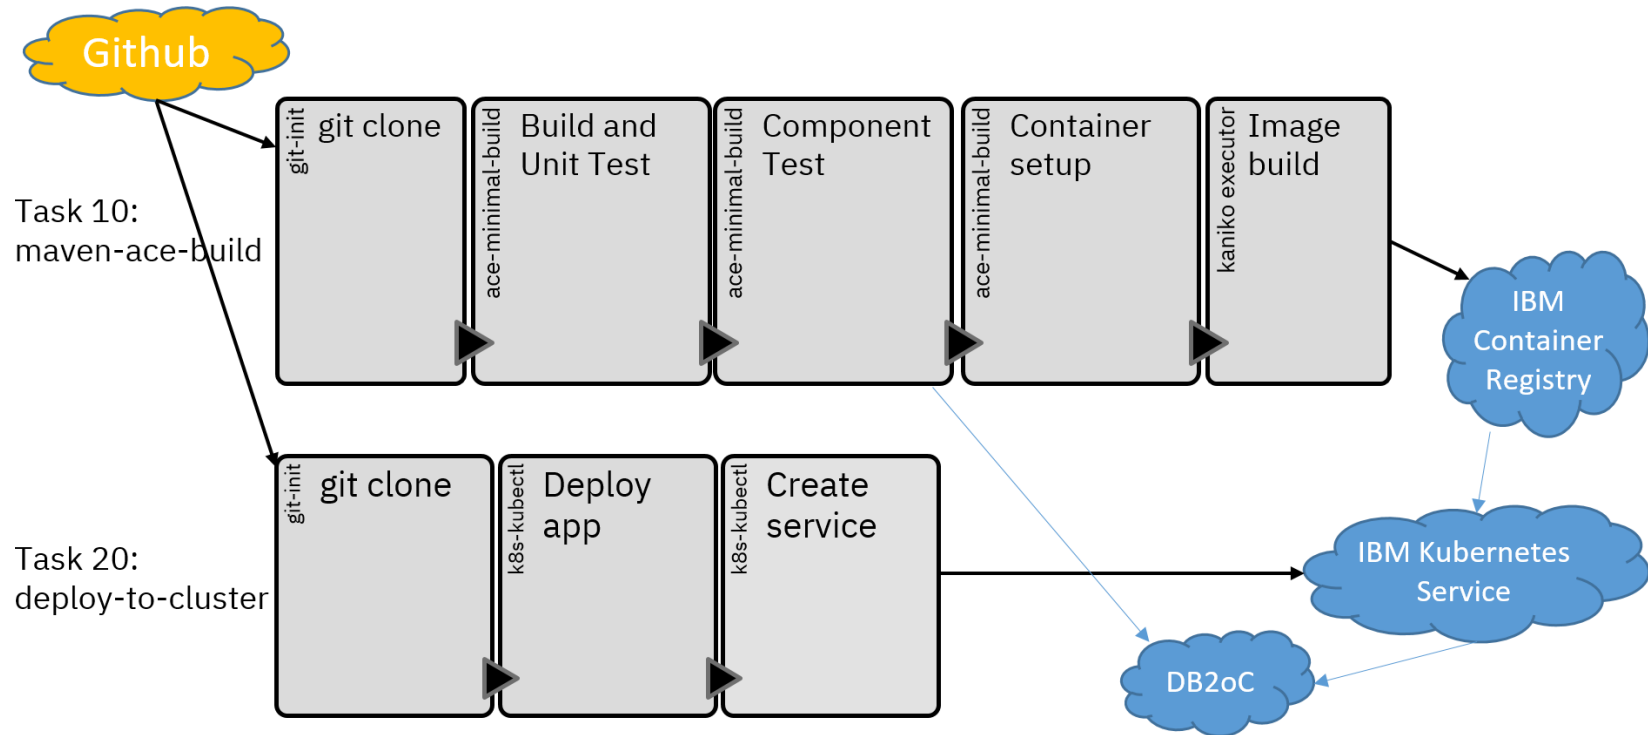 Github
Task 10:
maven-ace-build
git-init
git clone
ace-minimal-build
Build and
Unit Test
ace-minimal-build
Component
Test
ace-minimal-build
Container
setup
kaniko executor
Image
build
IBM
Container
Registry
Task 20:
deploy-to-cluster
git-init
git clone
k8s-kubectl
Deploy
app
k8s-kubectl
Create
service
IBM Kubernetes
Service
DB2oC